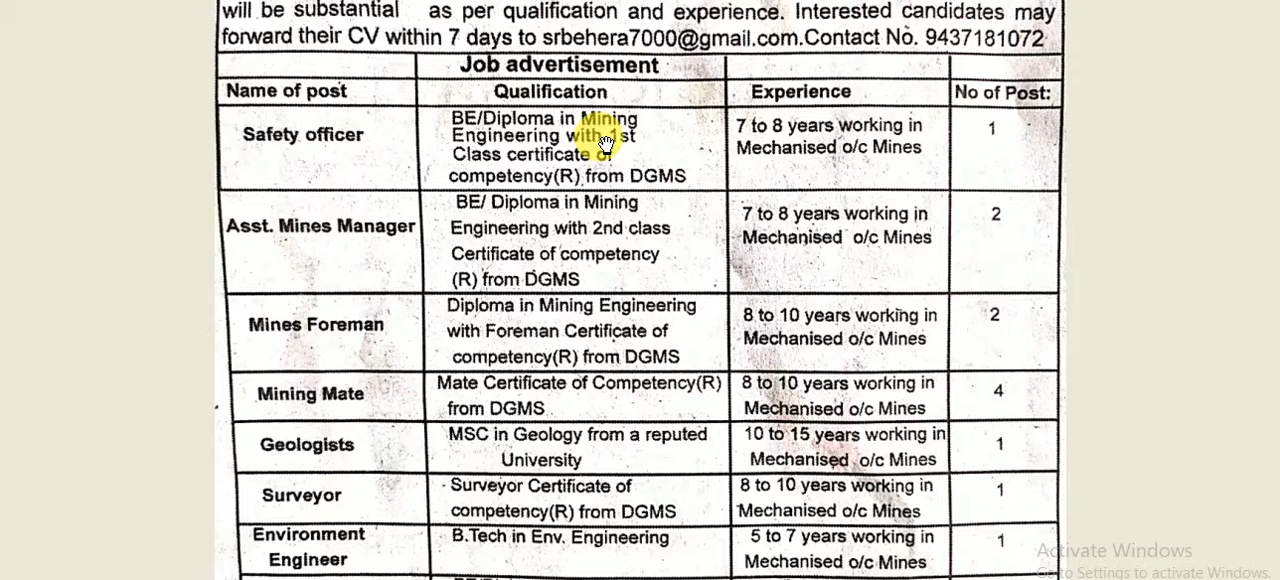 will be substantial as per qualification and experience. Interested candidates may
forward their CV within 7 days to srbehera7000@gmail.com.Contact No. 9437181072
Job advertisement
Name of post Qualification Experience No of Post:
Safety officer
BE/Diploma in Mining
Engineering with 1st
Class certificate of
competency(R) from DGMS
7 to 8 years working in
Mechanised o/c Mines
1
Asst. Mines Manager
BE/ Diploma in Mining
Engineering with 2nd class
Certificate of competency
(R) from DGMS
7 to 8 years working in
Mechanised o/c Mines
2
Mines Foreman
Diploma in Mining Engineering
with Foreman Certificate of
competency(R) from DGMS
8 to 10 years working in
Mechanised o/c Mines
2
Mining Mate
Mate Certificate of Competency(R)
from DGMS
8 to 10 years working in
Mechanised o/c Mines
4
Geologists
MSC in Geology from a reputed
University
10 to 15 years working in
Mechanised o/c Mines
1
Surveyor
Surveyor Certificate of
competency(R) from DGMS
8 to 10 years working in
Mechanised o/c Mines
1
Environment
Engineer
B.Tech in Env. Engineering
5 to 7 years working in
Mechanised o/c Mines
1
Activate Windows
Go to Settings to activate Windows.